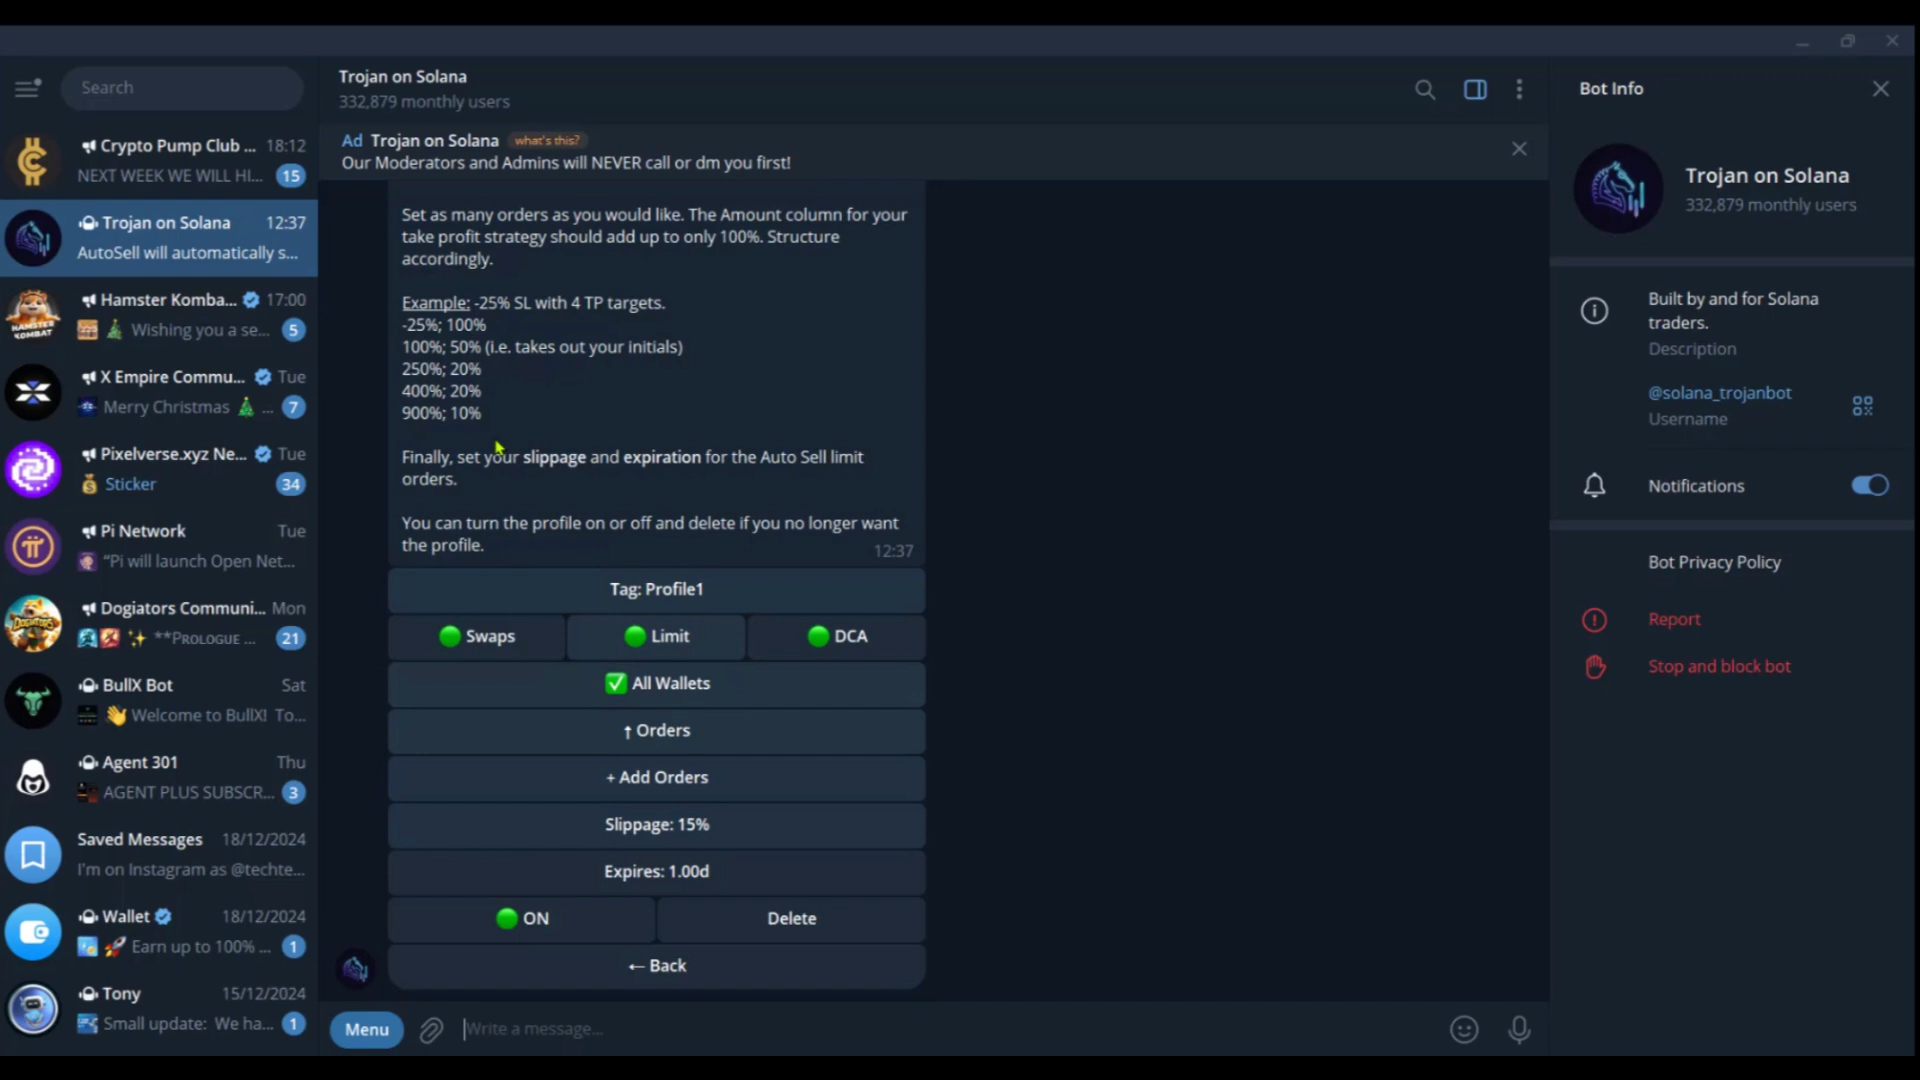 Search
Crypto Pump Club ... 18:12
NEXT WEEK WE WILL HI... 15
Trojan on Solana 12:37
AutoSell will automatically s...
Hamster Komba... 17:00
Wishing you a se... 5
X Empire Commu... Tue
Merry Christmas 🎄 ... 7
Pixelverse.xyz Ne... Tue
Sticker 34
Pi Network Tue
“Pi will launch Open Net...
Dogiators Communi... Mon
**PROLOGUE ... 21
BullX Bot Sat
👋 Welcome to BullX! To...
Agent 301 Thu
AGENT PLUS SUBSCR... 3
Saved Messages 18/12/2024
I'm on Instagram as @techte...
Wallet 18/12/2024
🚀 Earn up to 100% ... 1
Tony 15/12/2024
Small update: We ha... 1
Trojan on Solana
332,879 monthly users
Ad Trojan on Solana what's this?
Our Moderators and Admins will NEVER call or dm you first!
Set as many orders as you would like. The Amount column for your
take profit strategy should add up to only 100%. Structure
accordingly.
Example: -25% SL with 4 TP targets.
-25%; 100%
100%; 50% (i.e. takes out your initials)
250%; 20%
400%; 20%
900%; 10%
Finally, set your slippage and expiration for the Auto Sell limit
orders.
You can turn the profile on or off and delete if you no longer want
the profile. 12:37
Tag: Profile1
🟢 Swaps 🟢 Limit 🟢 DCA
✅ All Wallets
↑ Orders
+ Add Orders
Slippage: 15%
Expires: 1.00d
🟢 ON Delete
← Back
Menu Write a message...
Bot Info
Trojan on Solana
332,879 monthly users
Built by and for Solana
traders.
Description
@solana_trojanbot
Username
Notifications
Bot Privacy Policy
Report
Stop and block bot